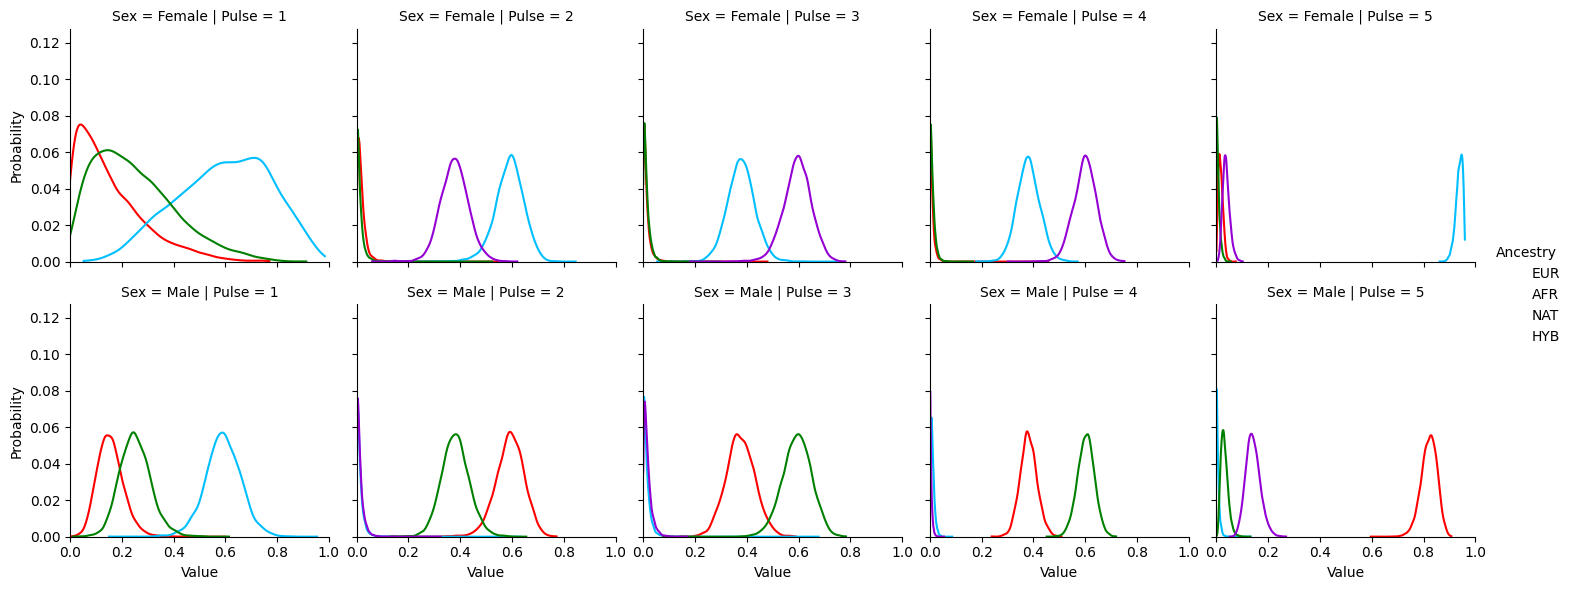 Sex = Female | Pulse = 1
Sex = Female | Pulse = 2
Sex = Female | Pulse = 3
Sex = Female | Pulse = 4
Sex = Female | Pulse = 5
0.12
0.10
0.08
0.06
0.04
0.02
0.00
Probability
Sex = Male | Pulse = 1
Sex = Male | Pulse = 2
Sex = Male | Pulse = 3
Sex = Male | Pulse = 4
Sex = Male | Pulse = 5
0.12
0.10
0.08
0.06
0.04
0.02
0.00
Probability
0.0 0.2 0.4 0.6 0.8 1.0
0.0 0.2 0.4 0.6 0.8 1.0
0.0 0.2 0.4 0.6 0.8 1.0
0.0 0.2 0.4 0.6 0.8 1.0
0.0 0.2 0.4 0.6 0.8 1.0
Value
Value
Value
Value
Value
Ancestry
EUR
AFR
NAT
HYB